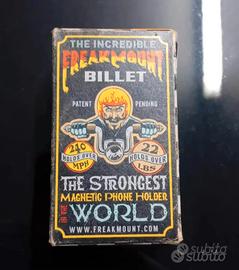 THE INCREDIBLE
FREAKMOUNT
BILLET
PATENT PENDING
240
HOLDS OVER
MPH
22
HOLDS OVER
LBS
THE STRONGEST
MAGNETIC PHONE HOLDER
IN THE
WORLD
WWW.FREAKMOUNT.COM
subito
subito